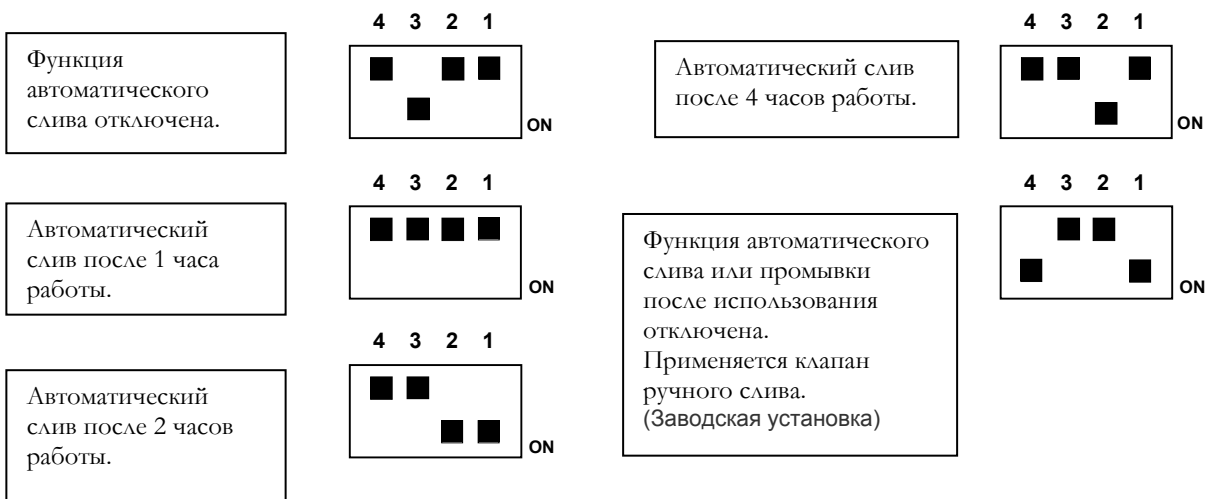 4 3 2 1
Функция
автоматического
слива отключена.
ON
4 3 2 1
Автоматический
слив после 1 часа
работы.
ON
4 3 2 1
Автоматический
слив после 2 часов
работы.
ON
4 3 2 1
Автоматический слив
после 4 часов работы.
ON
4 3 2 1
Функция автоматического
слива или промывки
после использования
отключена.
Применяется клапан
ручного слива.
(Заводская установка)
ON